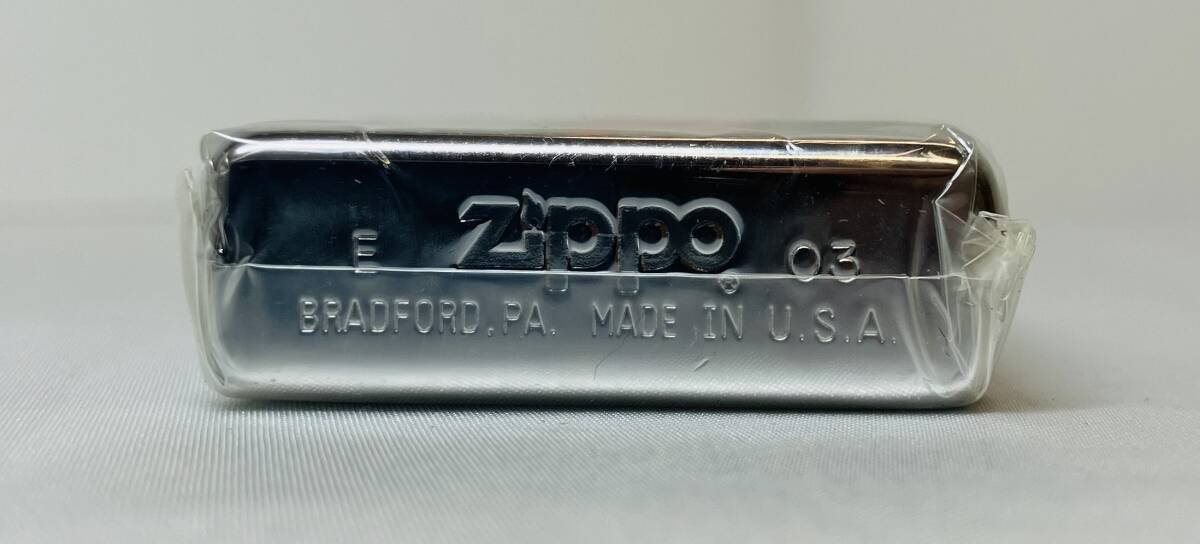 E Zippo ® 03
BRADFORD, PA. MADE IN U.S.A.